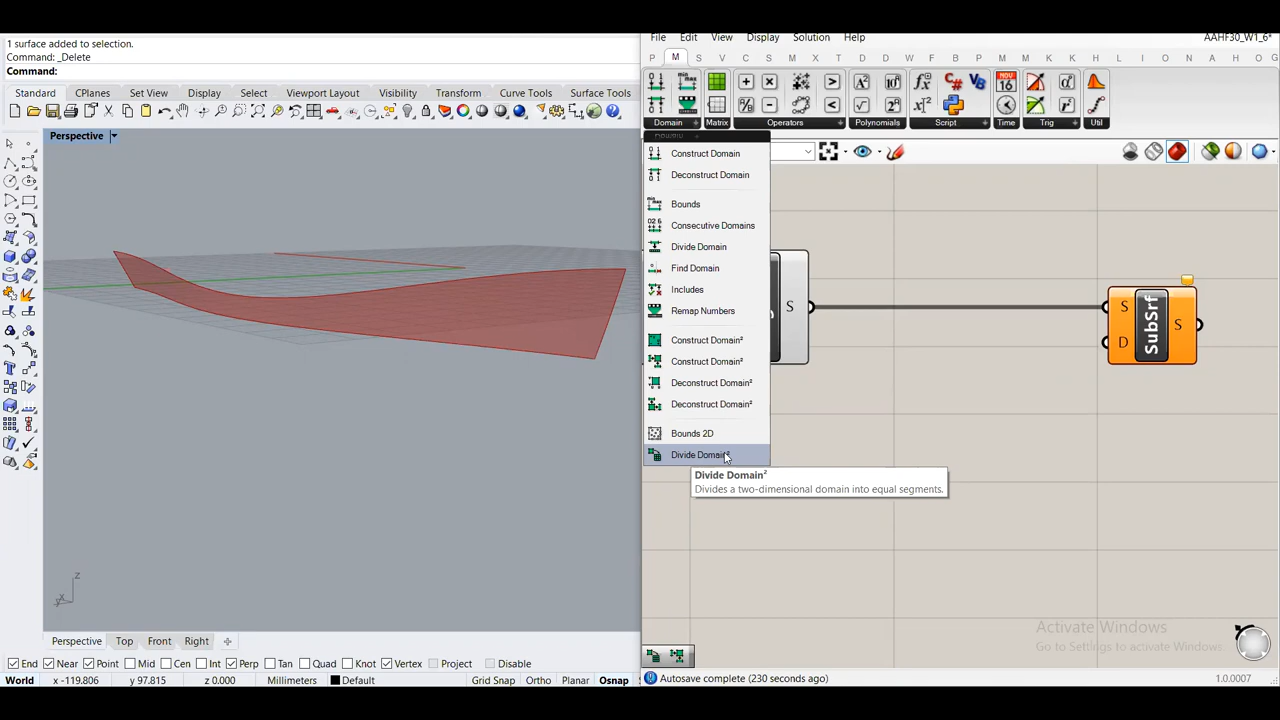 1 surface added to selection.
Command: _Delete
Command:
Standard CPlanes Set View Display Select Viewport Layout Visibility Transform Curve Tools Surface Tools
Perspective
z
x
y
Perspective Top Front Right
End Near Point Mid Cen Int Perp Tan Quad Knot Vertex Project Disable
World x -119.806 y 97.815 z 0.000 Millimeters Default Grid Snap Ortho Planar Osnap
File Edit View Display Solution Help AAHF30_W1_6*
P M S V C S I M T D D W B F K B P L I O N A H O
Domain Matrix Operators Polynomials Script Time Trig Util
Construct Domain
Deconstruct Domain
Bounds
Consecutive Domains
Divide Domain
Find Domain
Includes
Remap Numbers
Construct Domain²
Construct Domain²
Deconstruct Domain²
Deconstruct Domain²
Bounds 2D
Divide Domain²
Divide Domain²
Divides a two-dimensional domain into equal segments.
S
S
D
SubSrf
S
Activate Windows
Go to Settings to activate Windows.
Autosave complete (230 seconds ago) 1.0.0007